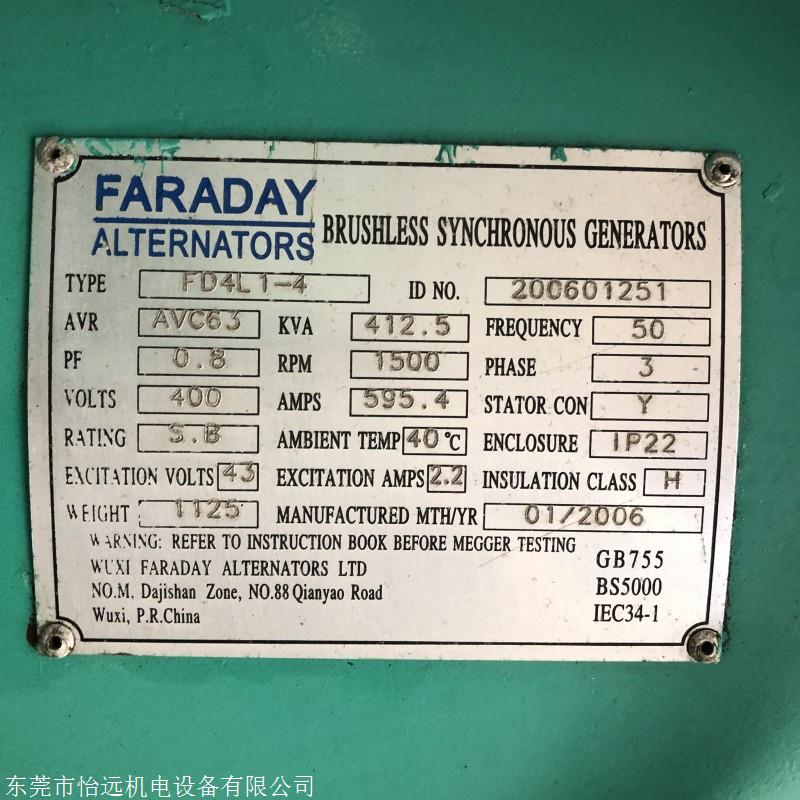 FARADAY
ALTERNATORS
BRUSHLESS SYNCHRONOUS GENERATORS
TYPE FD4L1-4 ID NO. 200601251
AVR AVC63 KVA 412.5 FREQUENCY 50
PF 0.8 RPM 1500 PHASE 3
VOLTS 400 AMPS 595.4 STATOR CON Y
RATING S.B AMBIENT TEMP 40℃ ENCLOSURE IP22
EXCITATION VOLTS 43 EXCITATION AMPS 2.2 INSULATION CLASS H
WEIGHT 1125 MANUFACTURED MTH/YR 01/2006
WARNING: REFER TO INSTRUCTION BOOK BEFORE MEGGER TESTING
WUXI FARADAY ALTERNATORS LTD GB755
NO.M, Dajishan Zone, NO.88 Qianyao Road BS5000
Wuxi, P.R.China IEC34-1
东莞市怡远机电设备有限公司